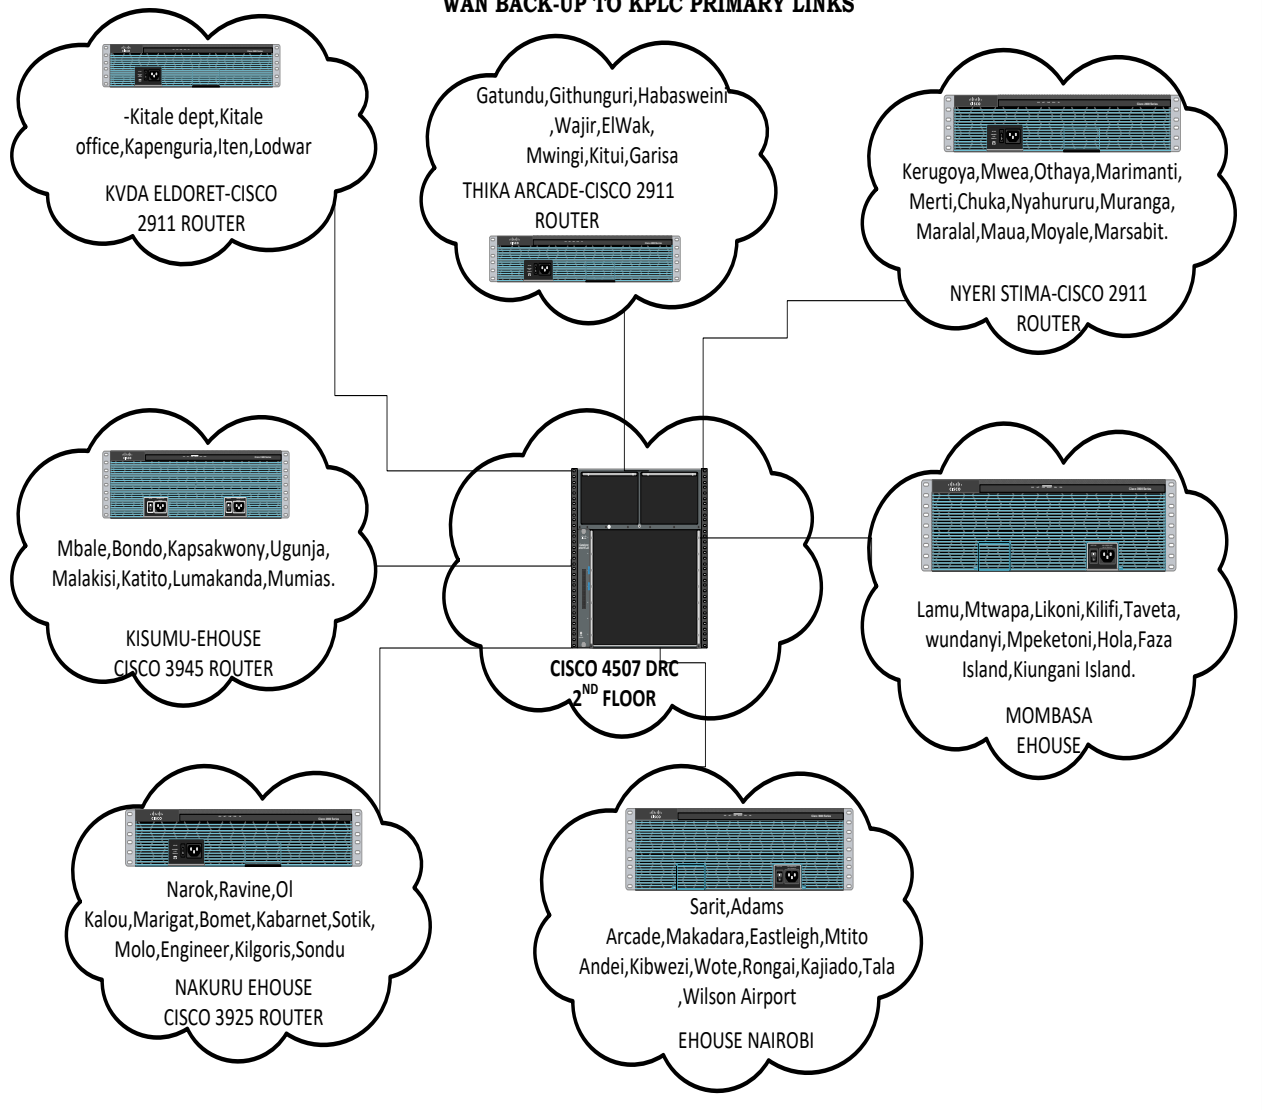 WAN BACK-UP TO KPLC PRIMARY LINKS
-Kitale dept,Kitale
office,Kapenguria,Iten,Lodwar
KVDA ELDORET-CISCO
2911 ROUTER
Gatundu,Githunguri,Habasweini
,Wajir,ElWak,
Mwingi,Kitui,Garisa
THIKA ARCADE-CISCO 2911
ROUTER
Kerugoya,Mwea,Othaya,Marimanti,
Merti,Chuka,Nyahururu,Muranga,
Maralal,Maua,Moyale,Marsabit.
NYERI STIMA-CISCO 2911
ROUTER
Mbale,Bondo,Kapsakwony,Ugunja,
Malakisi,Katito,Lumakanda,Mumias.
KISUMU-EHOUSE
CISCO 3945 ROUTER
CISCO 4507 DRC
2ND FLOOR
Lamu,Mtwapa,Likoni,Kilifi,Taveta,
wundanyi,Mpeketoni,Hola,Faza
Island,Kiungani Island.
MOMBASA
EHOUSE
Narok,Ravine,Ol
Kalou,Marigat,Bomet,Kabarnet,Sotik,
Molo,Engineer,Kilgoris,Sondu
NAKURU EHOUSE
CISCO 3925 ROUTER
Sarit,Adams
Arcade,Makadara,Eastleigh,Mtito
Andei,Kibwezi,Wote,Rongai,Kajiado,Tala
,Wilson Airport
EHOUSE NAIROBI